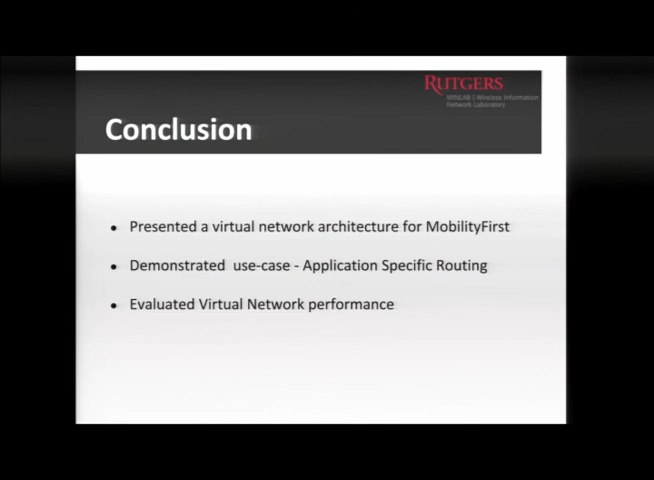 RUTGERS
WINLAB | Wireless Information
Network Laboratory
Conclusion
• Presented a virtual network architecture for MobilityFirst
• Demonstrated use-case - Application Specific Routing
• Evaluated Virtual Network performance